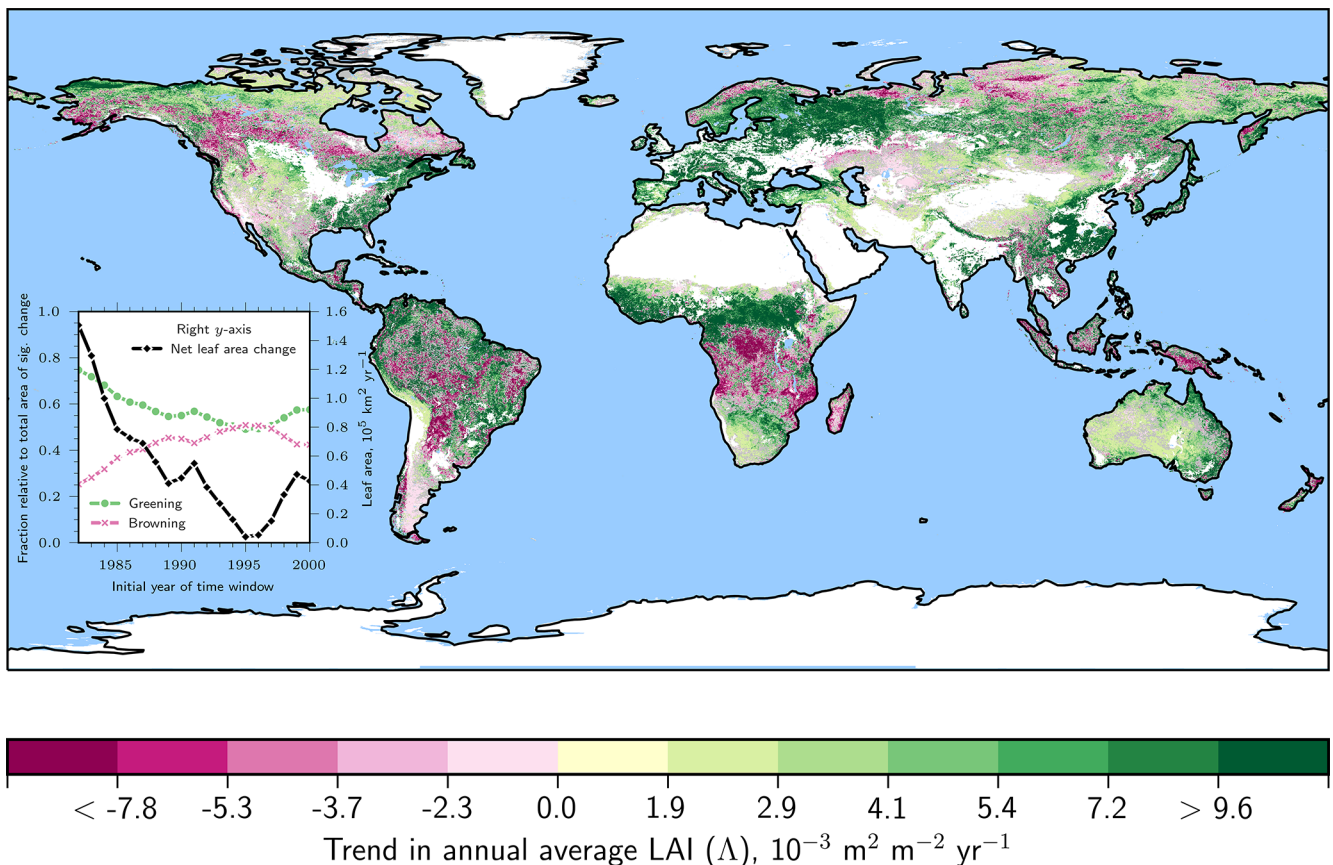 Fraction relative to total area of sig. change
1.0
0.8
0.6
0.4
0.2
0.0
Right y-axis
Net leaf area change
Greening
Browning
1.6
1.4
1.2
1.0
0.8
0.6
0.4
0.2
0.0
Leaf area, 10⁵ km² yr⁻¹
1985 1990 1995 2000
Initial year of time window
< -7.8 -5.3 -3.7 -2.3 0.0 1.9 2.9 4.1 5.4 7.2 > 9.6
Trend in annual average LAI (Λ), 10⁻³ m² m⁻² yr⁻¹